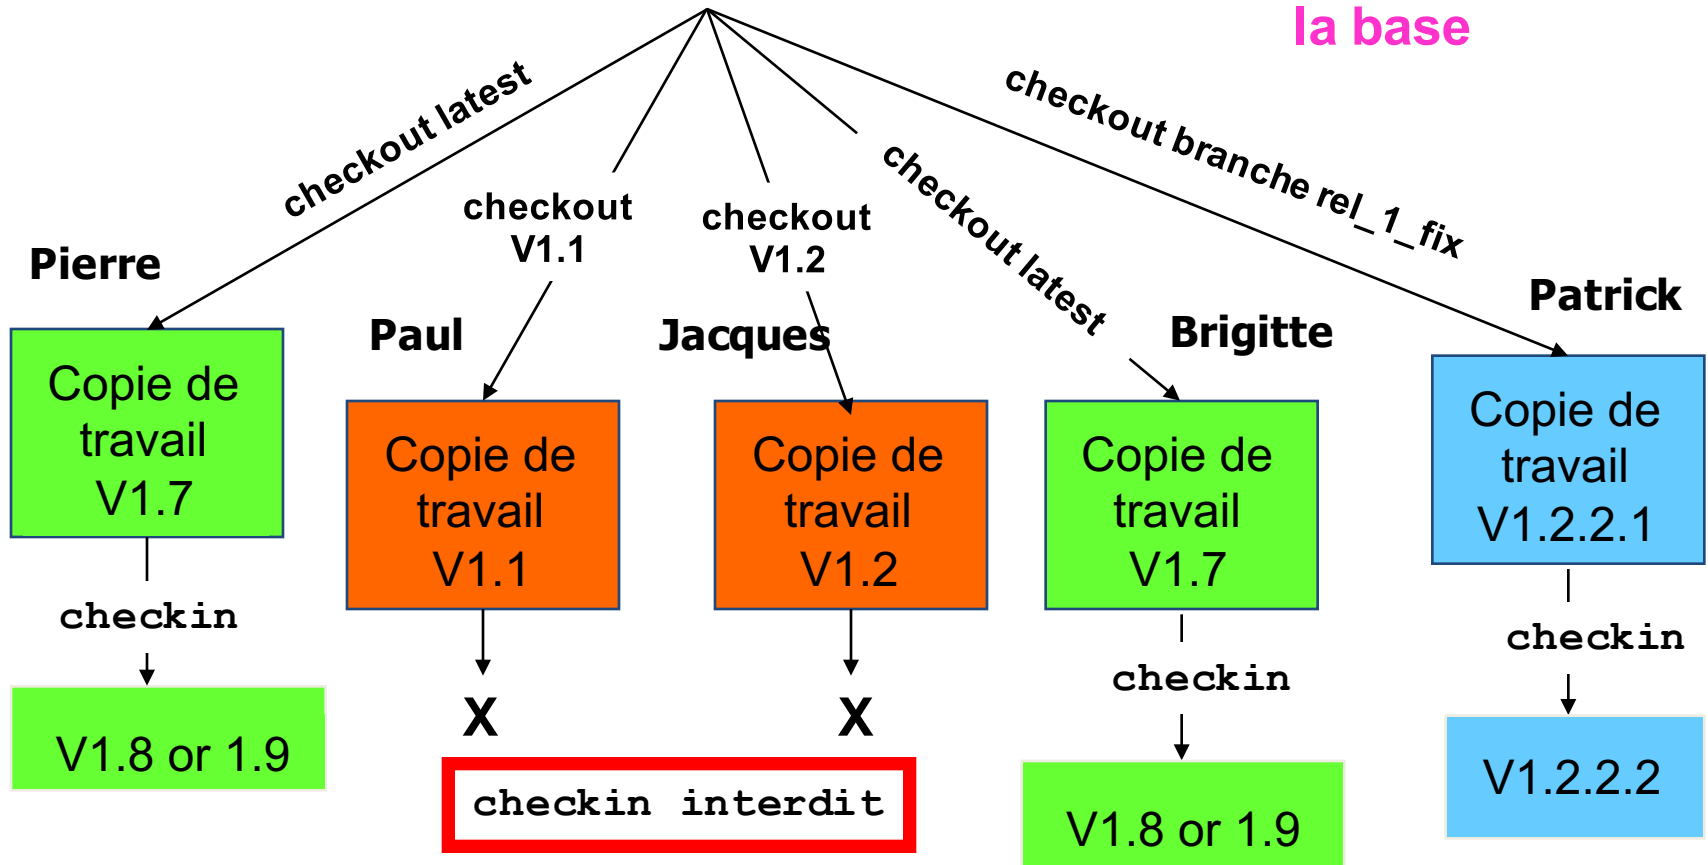 la base
checkout latest
checkout
V1.1
checkout
V1.2
checkout latest
checkout branche rel_1_fix
Pierre
Paul
Jacques
Brigitte
Patrick
Copie de
travail
V1.7
Copie de
travail
V1.1
Copie de
travail
V1.2
Copie de
travail
V1.7
Copie de
travail
V1.2.2.1
checkin
X
X
checkin
checkin
V1.8 or 1.9
checkin interdit
V1.8 or 1.9
V1.2.2.2